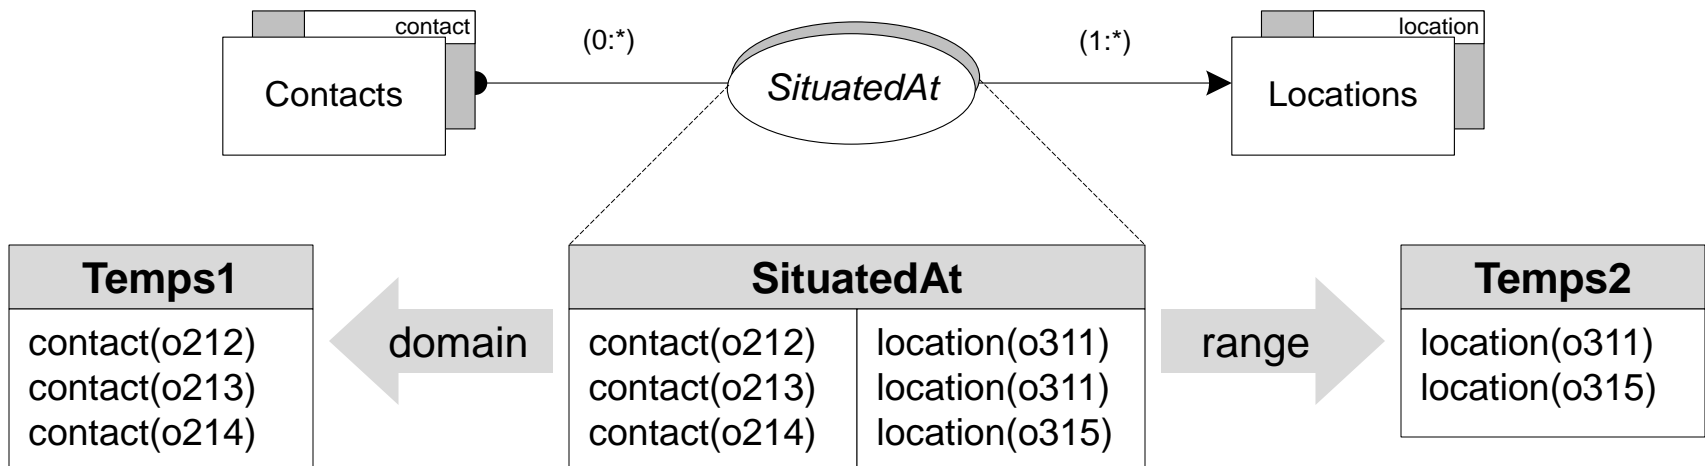 contact
Contacts
(0:*)
SituatedAt
(1:*)
location
Locations
Temps1
contact(o212)
contact(o213)
contact(o214)
domain
SituatedAt
contact(o212) location(o311)
contact(o213) location(o311)
contact(o214) location(o315)
range
Temps2
location(o311)
location(o315)